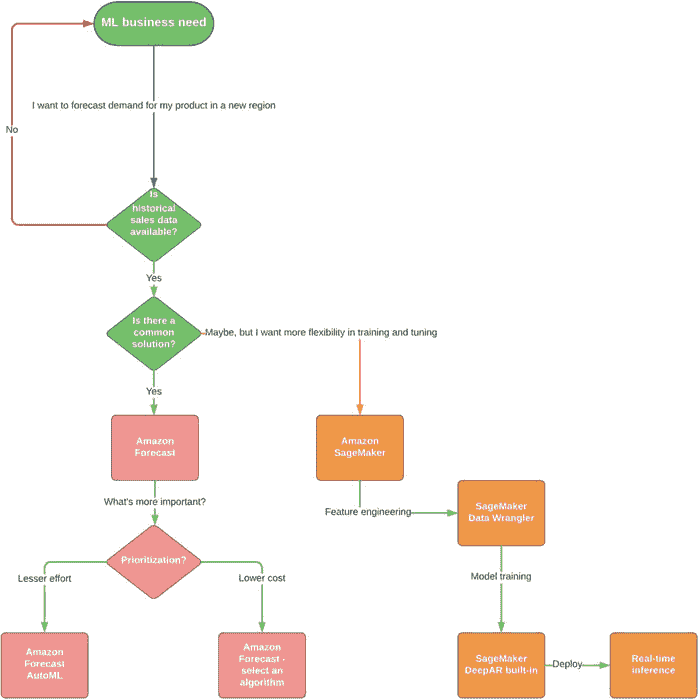 ML business need
I want to forecast demand for my product in a new region
No
Is
historical
sales data
available?
Yes
Is there a
common
solution?
Maybe, but I want more flexibility in training and tuning
Yes
Amazon
Forecast
Amazon
SageMaker
What's more important?
Feature engineering
SageMaker
Data Wrangler
Prioritization?
Lesser effort
Lower cost
Model training
Amazon
Forecast
AutoML
Amazon
Forecast -
select an
algorithm
SageMaker
DeepAR built-in
Deploy
Real-time
inference